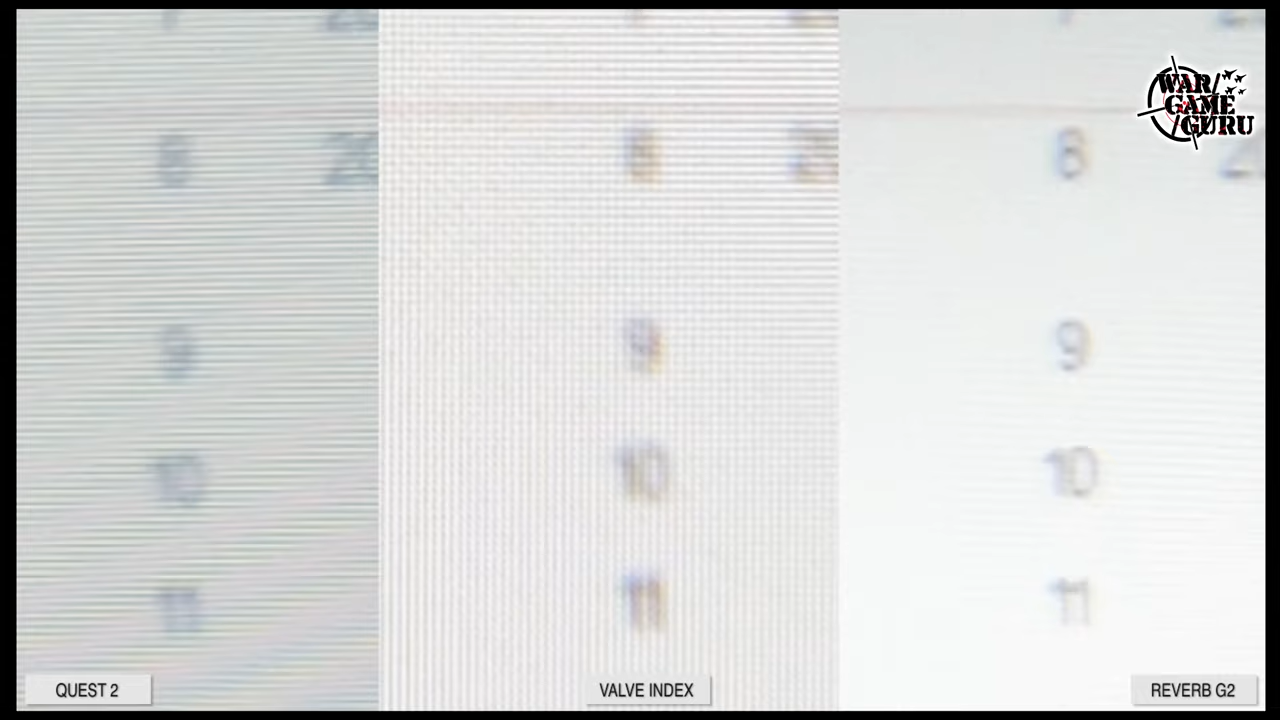 WAR
GAME
GURU
8 8 8
9 9 9
10 10 10
11 11 11
QUEST 2 VALVE INDEX REVERB G2